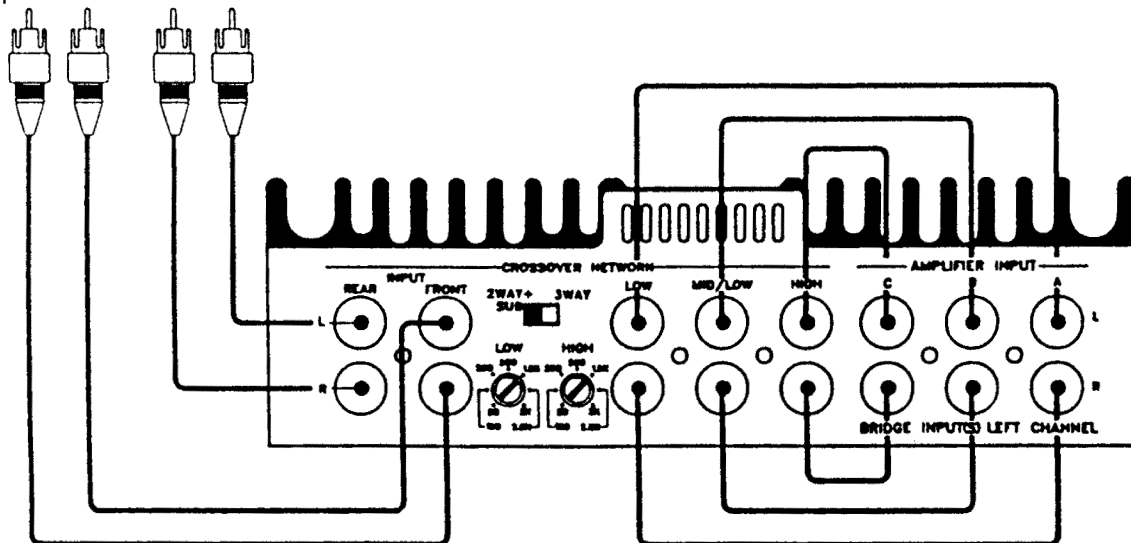 CROSSOVER NETWORK
AMPLIFIER INPUT
INPUT
REAR
FRONT
2WAY+
SUB
3WAY
LOW
MID/LOW
HIGH
C
B
A
L
L
LOW
HIGH
R
R
BRIDGE INPUT(S) LEFT CHANNEL